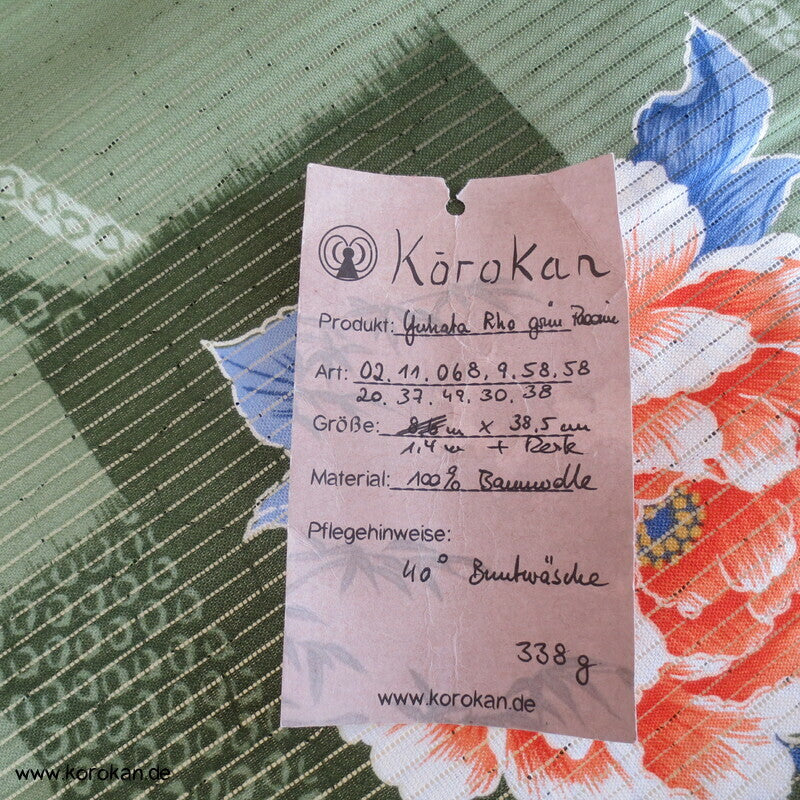 Kōrokan
Produkt: Yukata Rho grün Päonie
Art: 02.11.068.9.58.58
20.37.49.30.38
Größe: m x 38,5 cm
1,4 m + Reste
Material: 100% Baumwolle
Pflegehinweise:
40° Buntwäsche
338 g
www.korokan.de
www.korokan.de